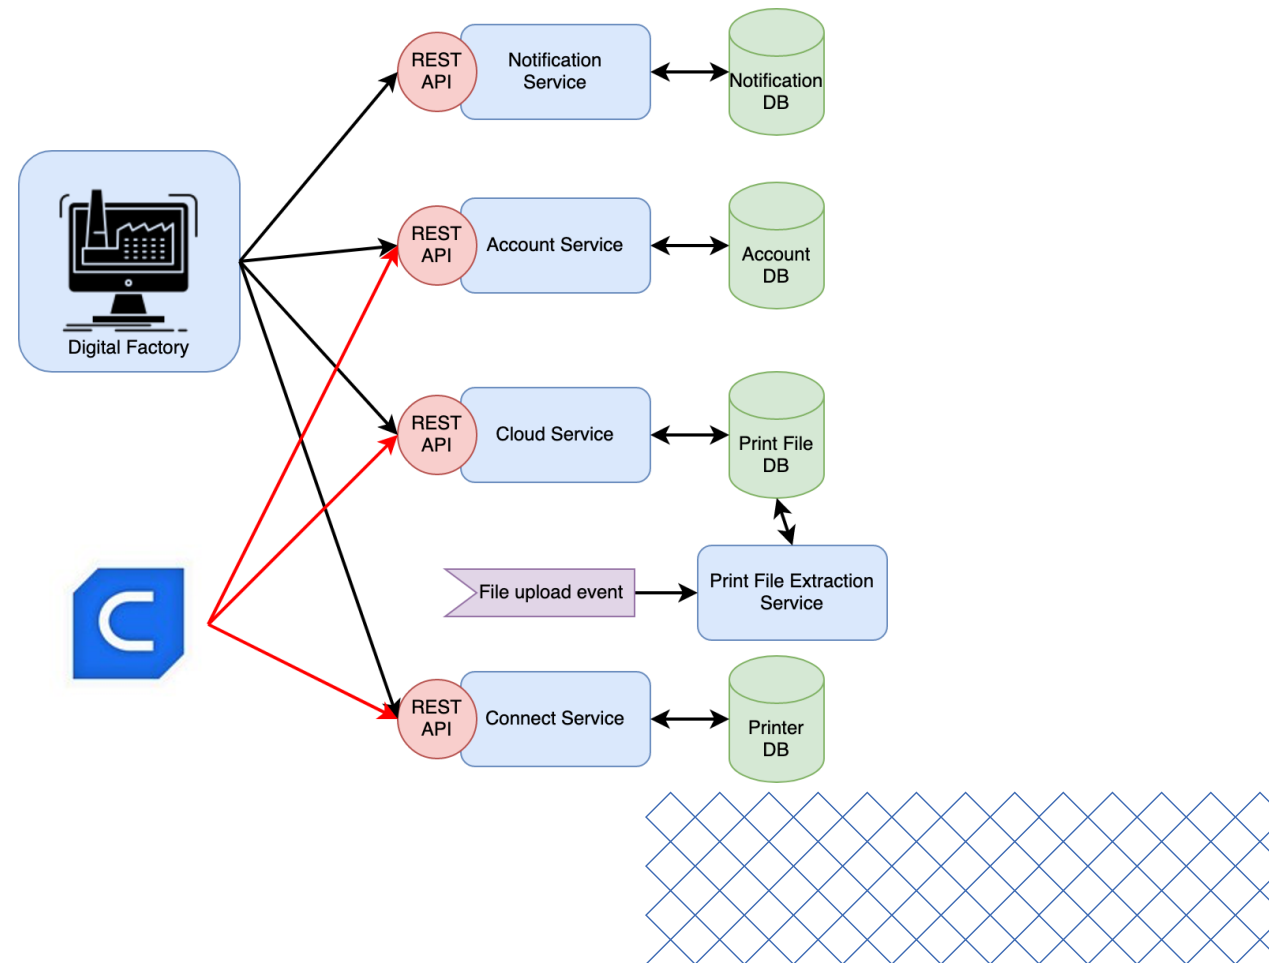 REST
API
Notification
Service
Notification
DB
Digital Factory
REST
API
Account Service
Account
DB
REST
API
Cloud Service
Print File
DB
File upload event
Print File Extraction
Service
REST
API
Connect Service
Printer
DB